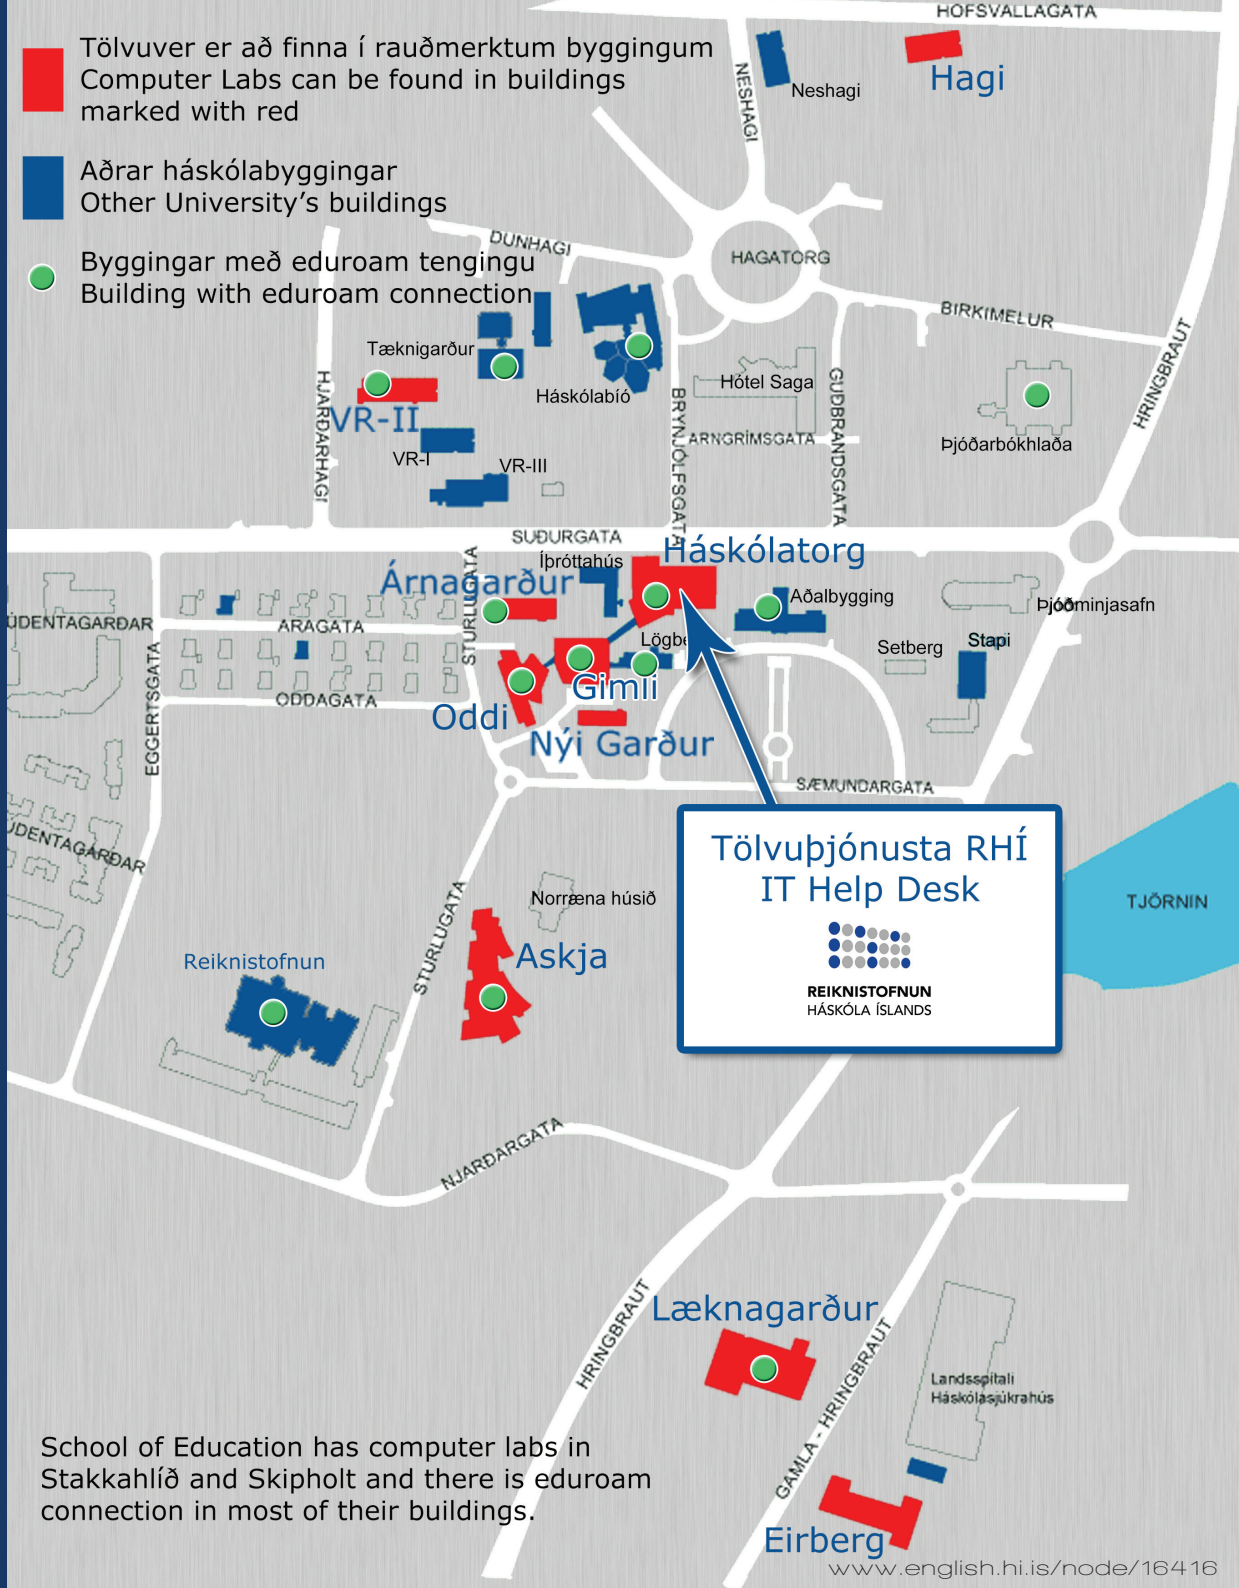 Tölvuver er að finna í rauðmerktum byggingum
Computer Labs can be found in buildings
marked with red
Aðrar háskólabyggingar
Other University's buildings
Byggingar með eduroam tengingu
Building with eduroam connection
HOFSVALLAGATA
Hagi
Neshagi
NESHAGI
DUNHAGI
HAGATORG
BIRKIMELUR
HRINGBRAUT
Tæknigarður
Háskólabíó
Hótel Saga
HJARÐARHAGI
VR-II
BRYNJÓLFSGATA
GUÐBRANDSGATA
ARNGRÍMSGATA
Þjóðarbókhlaða
VR-I
VR-III
SUÐURGATA
Háskólatorg
Íþróttahús
Árnagarður
STURLUGATA
Aðalbygging
Þjóðminjasafn
ÚDENTAGARÐAR
ARAGATA
Lögbe
Setberg
Stapi
EGGERTSGATA
ODDAGATA
Gimli
Oddi
Nýi Garður
SÆMUNDARGATA
UDENTAGARÐAR
Tölvuþjónusta RHÍ
IT Help Desk
REIKNISTOFNUN
HÁSKÓLA ÍSLANDS
TJÖRNIN
Norræna húsið
STURLUGATA
Askja
Reiknistofnun
NJARÐARGATA
HRINGBRAUT
Læknagarður
GAMLA - HRINGBRAUT
Landsspítali
Háskólasjúkrahús
School of Education has computer labs in
Stakkahlíð and Skipholt and there is eduroam
connection in most of their buildings.
Eirberg
www.english.hi.is/node/16416